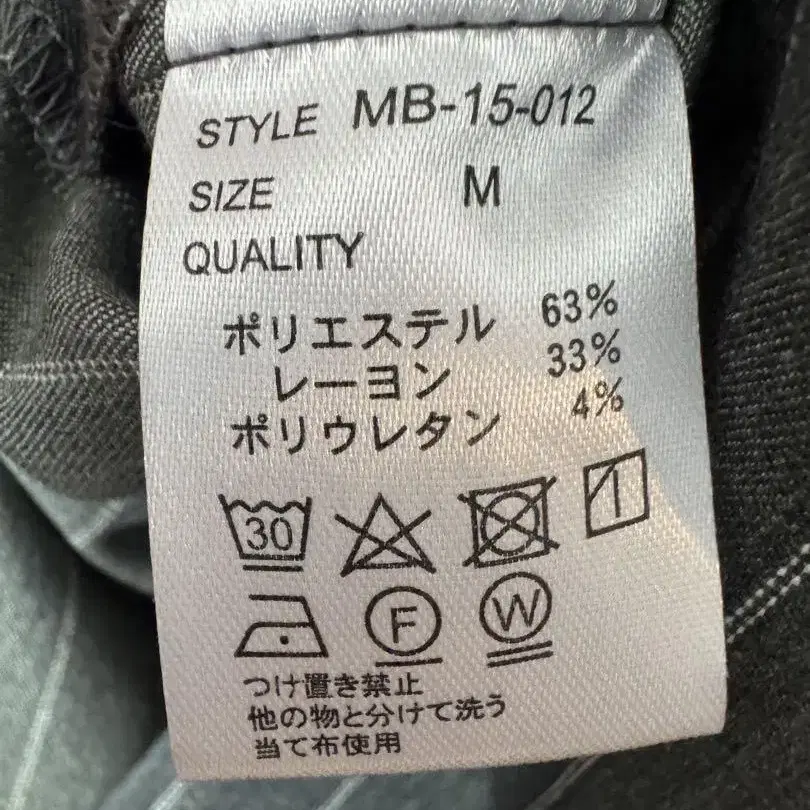 STYLE MB-15-012
SIZE M
QUALITY
ポリエステル 63%
レーヨン 33%
ポリウレタン 4%
30
F W
つけ置き禁止
他の物と分けて洗う
当て布使用